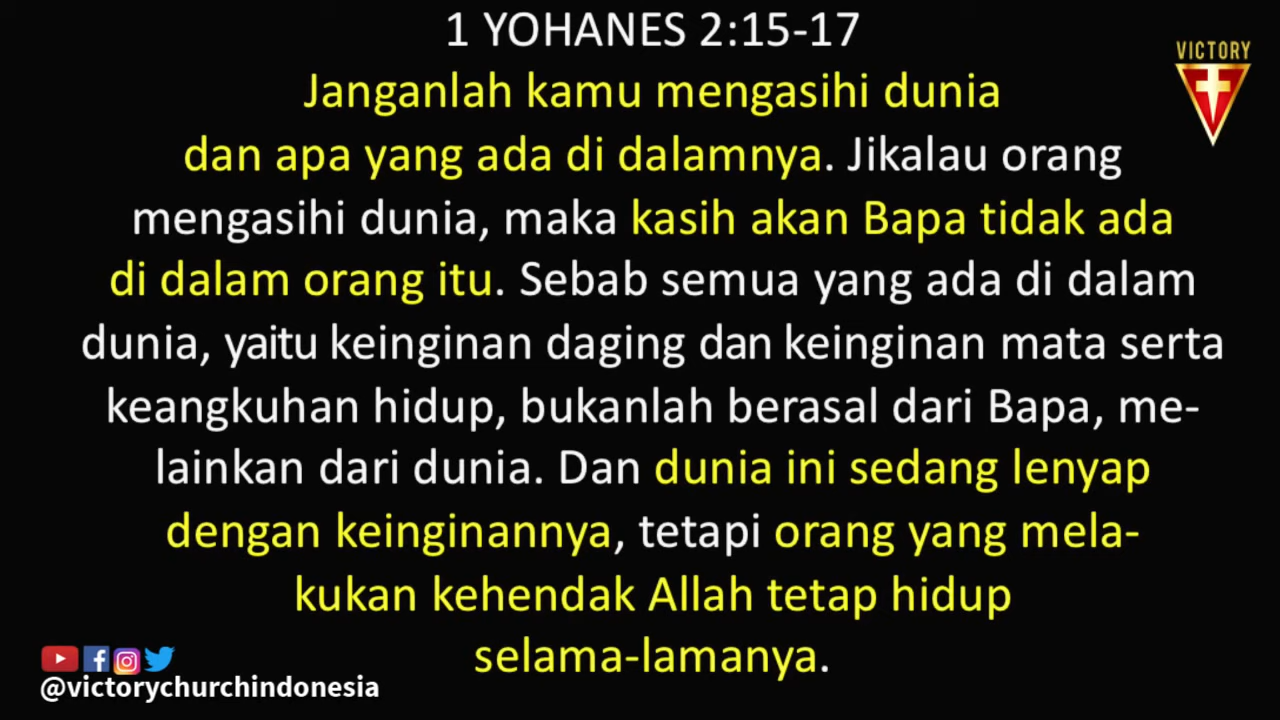 1 YOHANES 2:15-17
VICTORY
Janganlah kamu mengasihi dunia
dan apa yang ada di dalamnya. Jikalau orang
mengasihi dunia, maka kasih akan Bapa tidak ada
di dalam orang itu. Sebab semua yang ada di dalam
dunia, yaitu keinginan daging dan keinginan mata serta
keangkuhan hidup, bukanlah berasal dari Bapa, me-
lainkan dari dunia. Dan dunia ini sedang lenyap
dengan keinginannya, tetapi orang yang mela-
kukan kehendak Allah tetap hidup
selama-lamanya.
@victorychurchindonesia